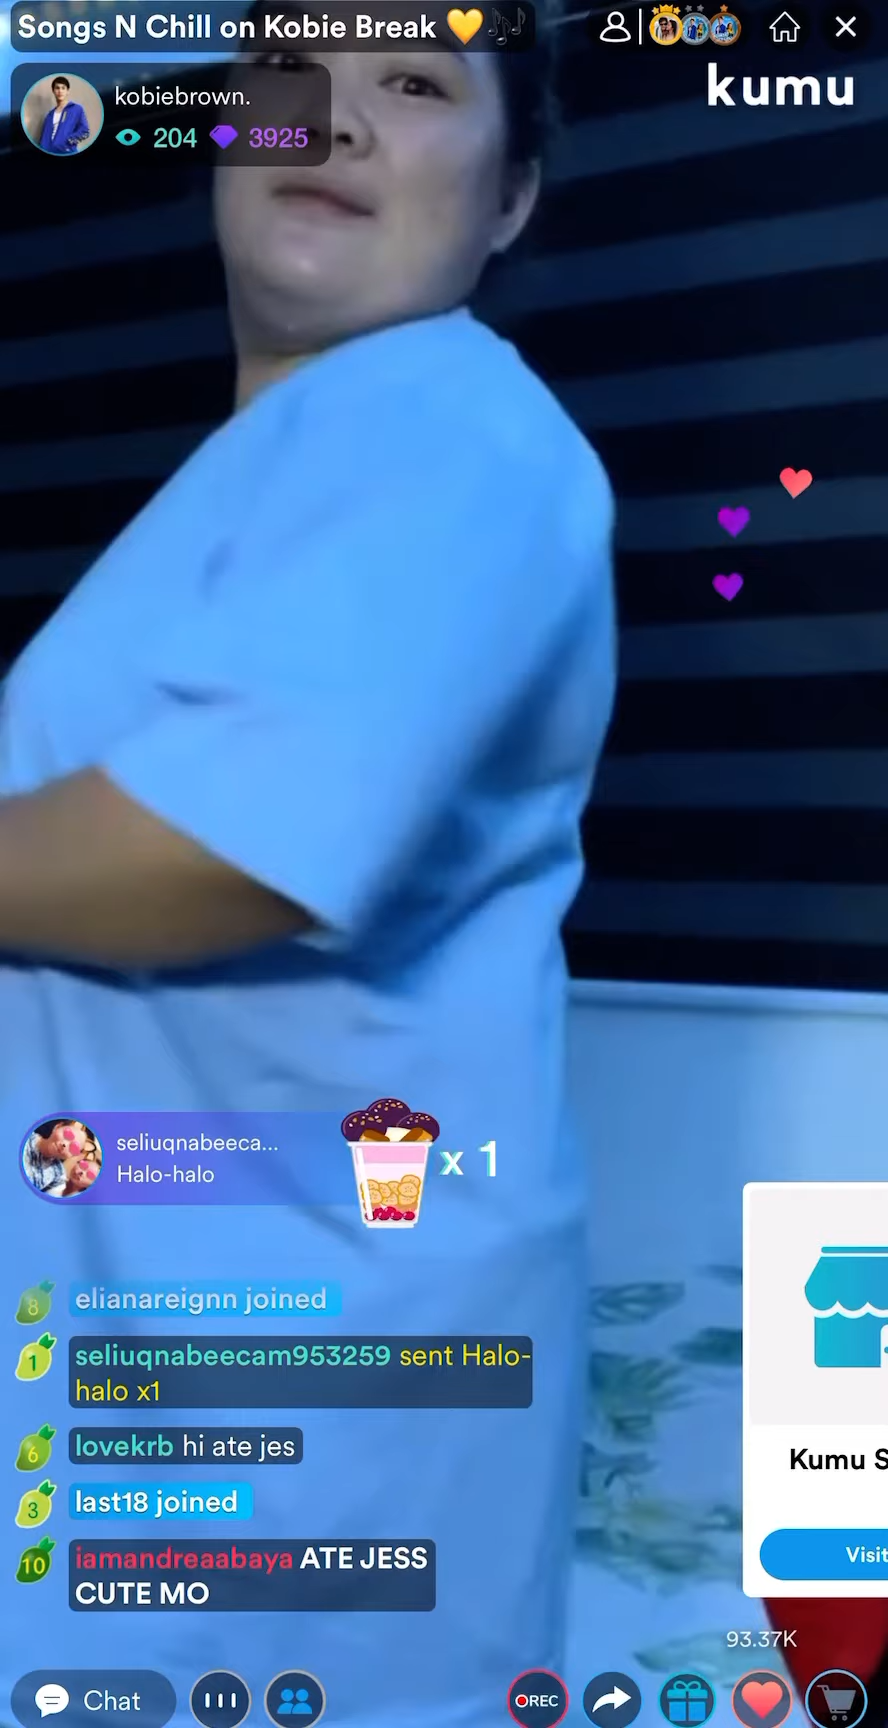 Songs N Chill on Kobie Break 💛🎶
kumu
kobiebrown.
204 3925
seliuqnabeeca...
Halo-halo
x 1
8 elianareignn joined
1 seliuqnabeecam953259 sent Halo-
halo x1
6 lovekrb hi ate jes
3 last18 joined
10 iamandreaabaya ATE JESS
CUTE MO
Kumu S
Visit
93.37K
Chat
REC